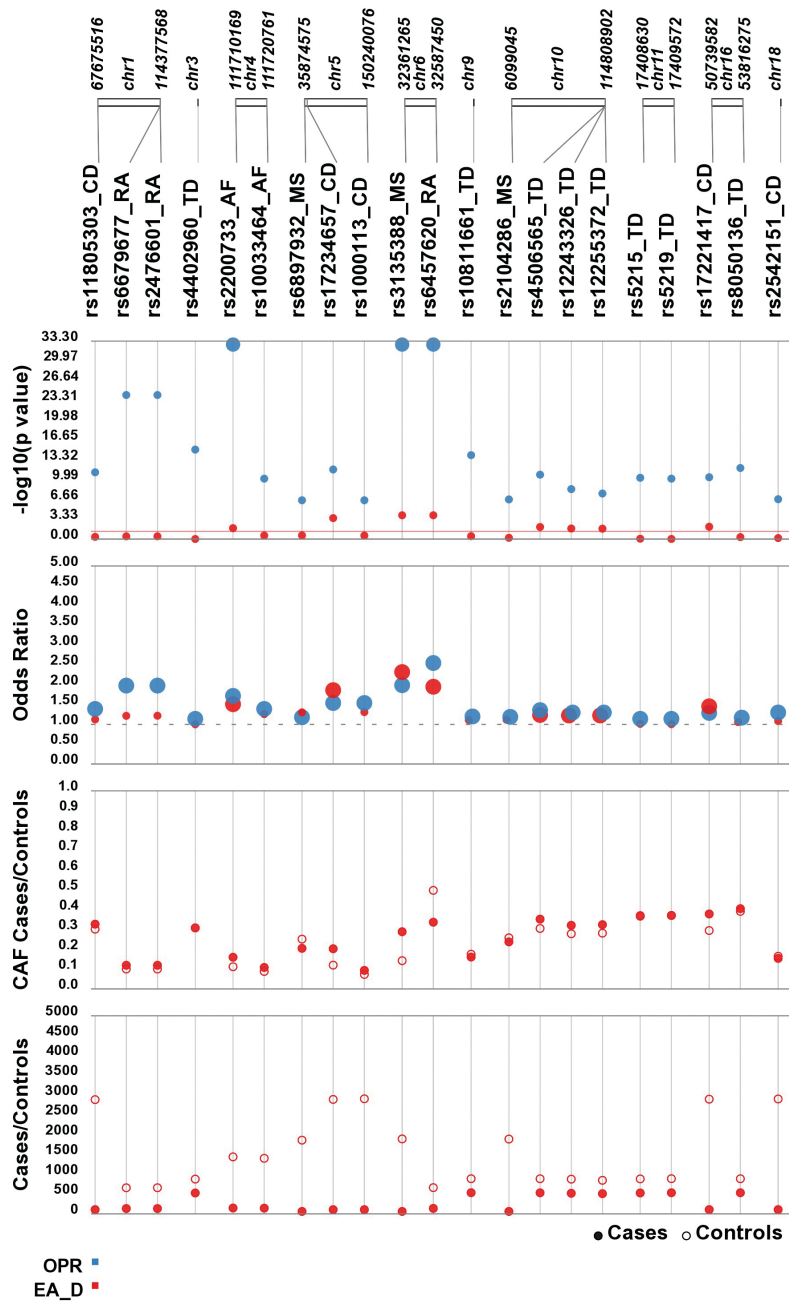 67675516
chr1
114377568
chr3
111710169
chr4
111720761
35874575
chr5
150240076
32361265
chr6
32587450
chr9
6099045
chr10
114808902
17408630
chr11
17409572
50739582
chr16
53816275
chr18
rs11805303_CD
rs6679677_RA
rs2476601_RA
rs4402960_TD
rs2200733_AF
rs10033464_AF
rs6897932_MS
rs17234657_CD
rs1000113_CD
rs3135388_MS
rs6457620_RA
rs10811661_TD
rs2104286_MS
rs4506565_TD
rs12243326_TD
rs12255372_TD
rs5215_TD
rs5219_TD
rs17221417_CD
rs8050136_TD
rs2542151_CD
-log10(p value)
33.30
29.97
26.64
23.31
19.98
16.65
13.32
9.99
6.66
3.33
0.00
Odds Ratio
5.00
4.50
4.00
3.50
3.00
2.50
2.00
1.50
1.00
0.50
0.00
CAF Cases/Controls
1.0
0.9
0.8
0.7
0.6
0.5
0.4
0.3
0.2
0.1
0.0
Cases/Controls
5000
4500
4000
3500
3000
2500
2000
1500
1000
500
0
Cases
Controls
OPR
EA_D